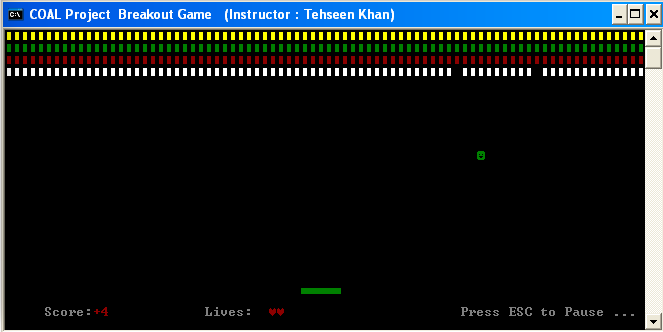 COAL Project  Breakout Game   (Instructor : Tehseen Khan)
Score:+4 Lives: ♥♥ Press ESC to Pause ...